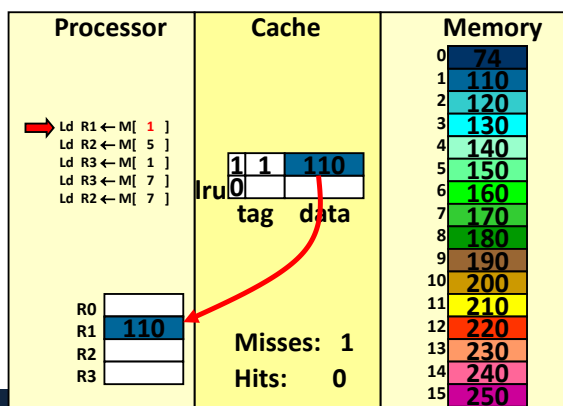 Processor
Cache
Memory
Ld R1 ← M[ 1 ]
Ld R2 ← M[ 5 ]
Ld R3 ← M[ 1 ]
Ld R3 ← M[ 7 ]
Ld R2 ← M[ 7 ]
1 1 110
lru 0
tag data
R0
R1 110
R2
R3
Misses: 1
Hits: 0
0 74
1 110
2 120
3 130
4 140
5 150
6 160
7 170
8 180
9 190
10 200
11 210
12 220
13 230
14 240
15 250